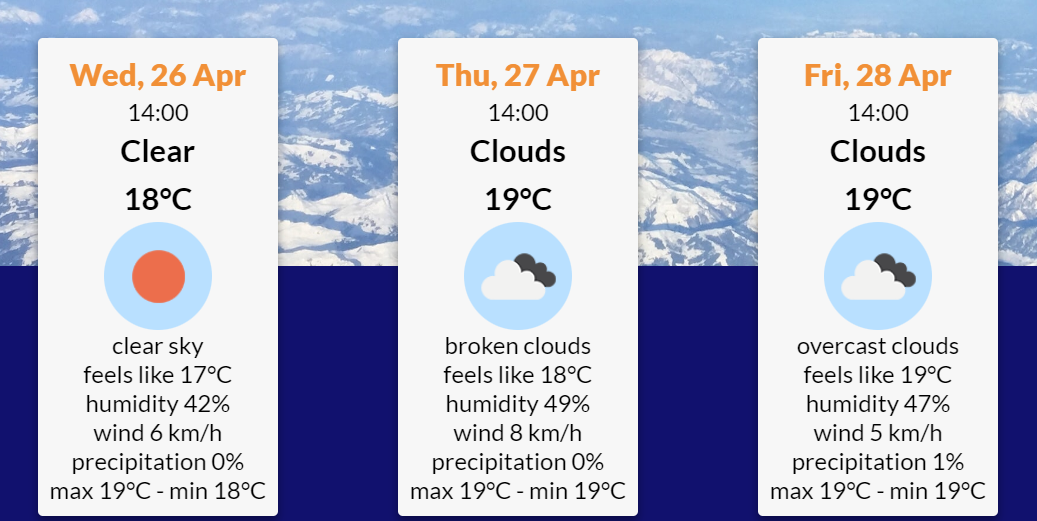 Wed, 26 Apr
14:00
Clear
18°C
clear sky
feels like 17°C
humidity 42%
wind 6 km/h
precipitation 0%
max 19°C - min 18°C
Thu, 27 Apr
14:00
Clouds
19°C
broken clouds
feels like 18°C
humidity 49%
wind 8 km/h
precipitation 0%
max 19°C - min 19°C
Fri, 28 Apr
14:00
Clouds
19°C
overcast clouds
feels like 19°C
humidity 47%
wind 5 km/h
precipitation 1%
max 19°C - min 19°C